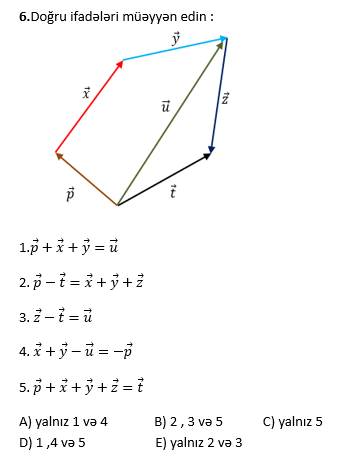 6.Doğru ifadələri müəyyən edin :
y⃗
x⃗
u⃗
z⃗
p⃗
t⃗
1.p⃗ + x⃗ + y⃗ = u⃗
2. p⃗ − t⃗ = x⃗ + y⃗ + z⃗
3. z⃗ − t⃗ = u⃗
4. x⃗ + y⃗ − u⃗ = −p⃗
5. p⃗ + x⃗ + y⃗ + z⃗ = t⃗
A) yalnız 1 və 4 B) 2 , 3 və 5 C) yalnız 5
D) 1 ,4 və 5 E) yalnız 2 və 3